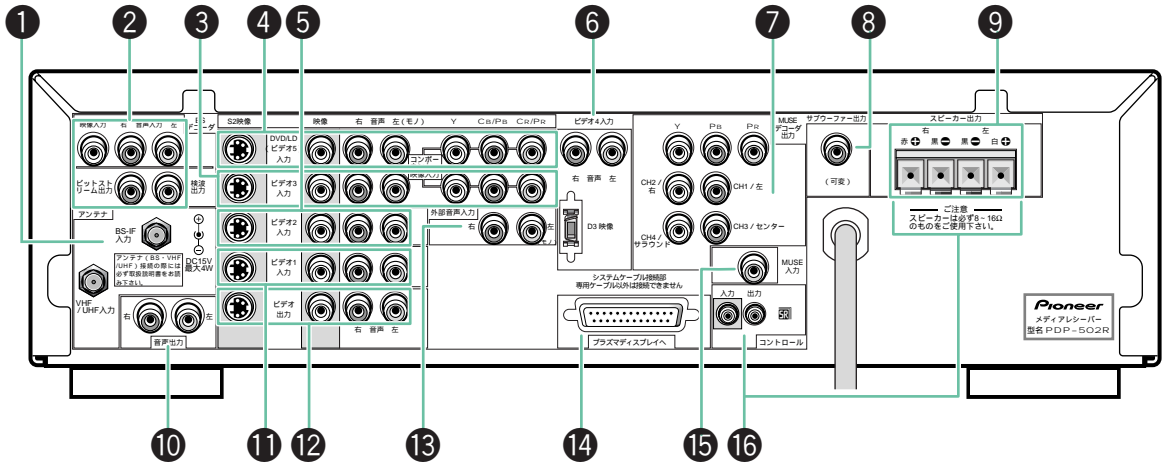 1
2
3
4
5
6
7
8
9
映像入力
右 音声入力 左
BS
デコーダ
S2映像
映像
右 音声 左(モノ)
Y
CB/PB
CR/PR
ビデオ4入力
Y
PB
PR
MUSE
デコーダ
出力
サブウーファー出力
スピーカー出力
右
左
赤 ⊕
黒 ⊖
黒 ⊖
白 ⊕
DVD/LD
/ ビデオ5
入力
コンポー
(可変)
右 音声 左
ビットスト
リーム出力
検波
出力
ビデオ3
入力
映像入力
CH2/
右
CH1/左
ご注意
スピーカーは必ず8~16Ω
のものをご使用下さい。
アンテナ
BS-IF
入力
DC15V
最大4W
ビデオ2
入力
外部音声入力
右
左
モノ)
D3 映像
CH4/
サラウンド
CH3/センター
アンテナ(BS・VHF
/UHF)接続の際には
必ず取扱説明書をお読
み下さい。
ビデオ1
入力
MUSE
入力
システムケーブル接続部
専用ケーブル以外は接続できません
VHF
/UHF入力
ビデオ
出力
入力
出力
SR
Pioneer
メディアレシーバー
型名 PDP-502R
右
左
音声出力
右 音声 左
プラズマディスプレイへ
コントロール
10
11
12
13
14
15
16